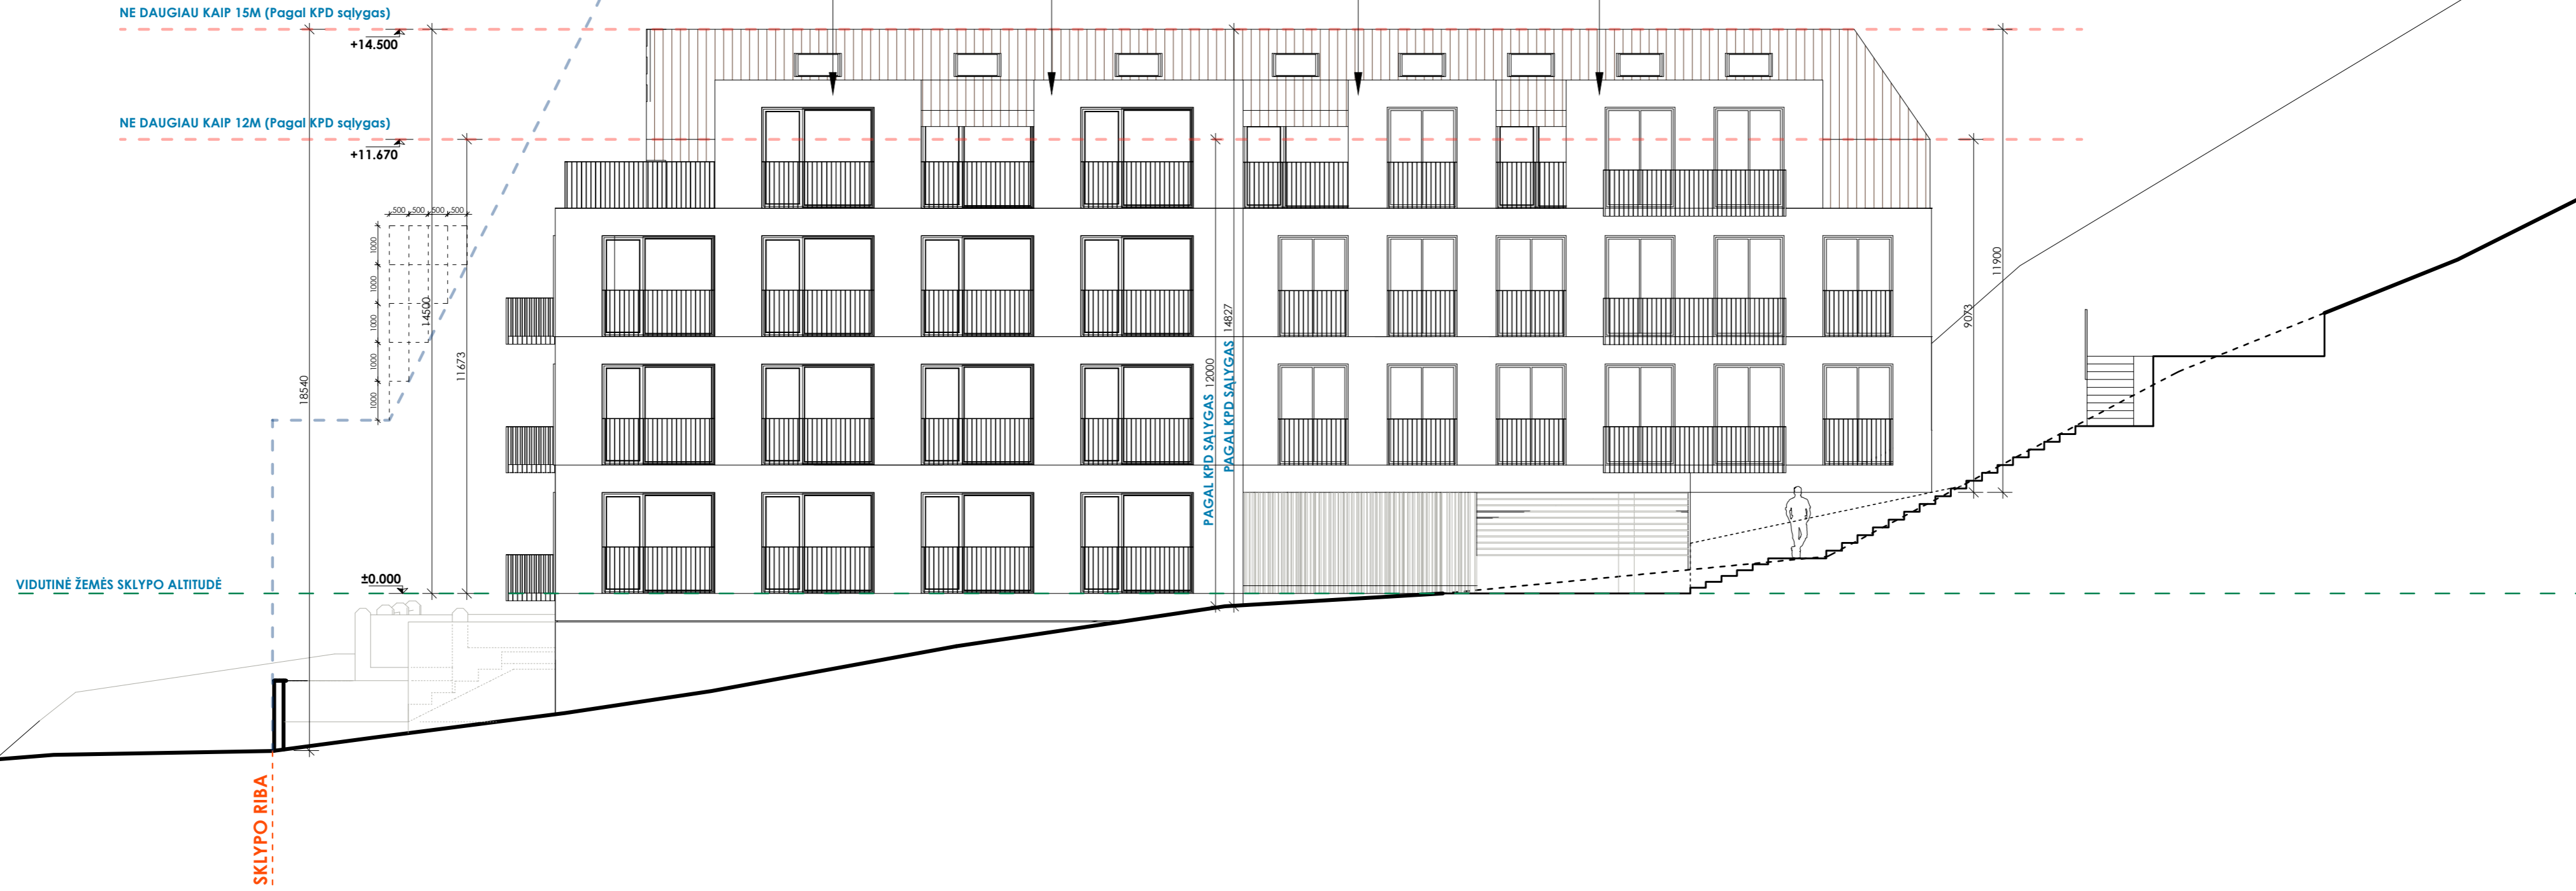 NE DAUGIAU KAIP 15M (Pagal KPD sąlygas)
+14.500
NE DAUGIAU KAIP 12M (Pagal KPD sąlygas)
+11.670
500 500 500 500
1000
1000
1000
1000
1000
14500
11673
18540
PAGAL KPD SĄLYGAS 12000
PAGAL KPD SĄLYGAS 14827
11900
9073
VIDUTINĖ ŽEMĖS SKLYPO ALTITUDĖ
±0.000
SKLYPO RIBA